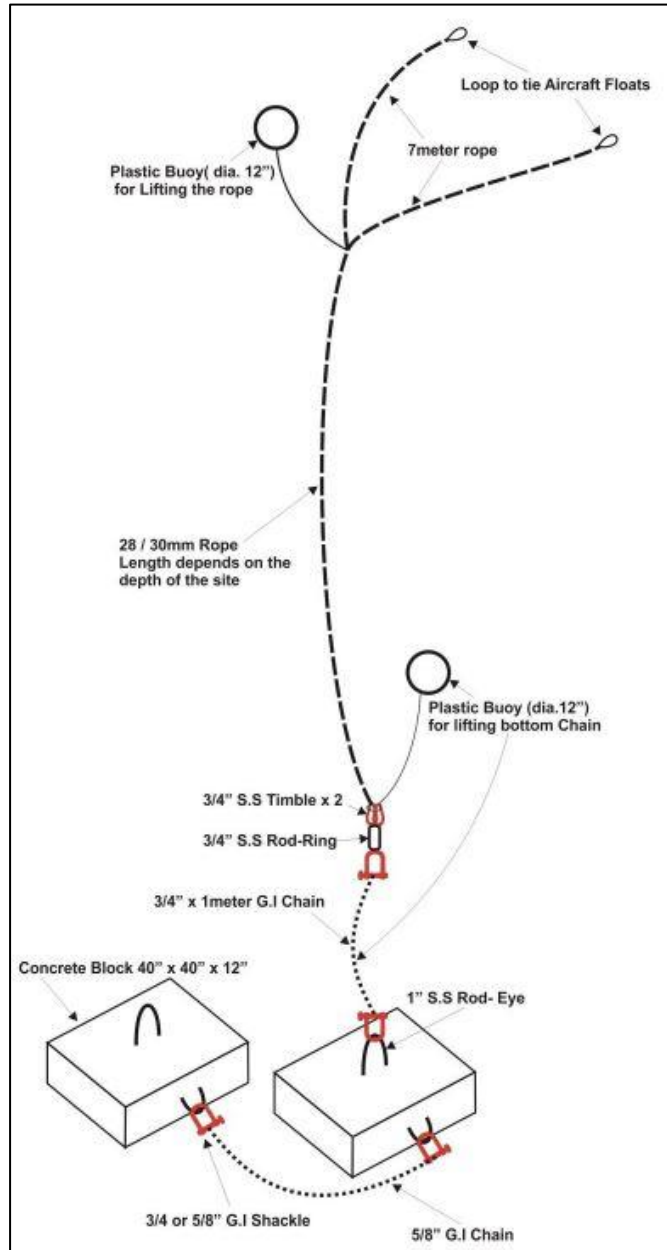 Loop to tie Aircraft Floats
7meter rope
Plastic Buoy( dia. 12”)
for Lifting the rope
28 / 30mm Rope
Length depends on the
depth of the site
Plastic Buoy (dia.12”)
for lifting bottom Chain
3/4” S.S Timble x 2
3/4” S.S Rod-Ring
3/4” x 1meter G.I Chain
Concrete Block 40” x 40” x 12”
1” S.S Rod- Eye
3/4 or 5/8” G.I Shackle
5/8” G.I Chain